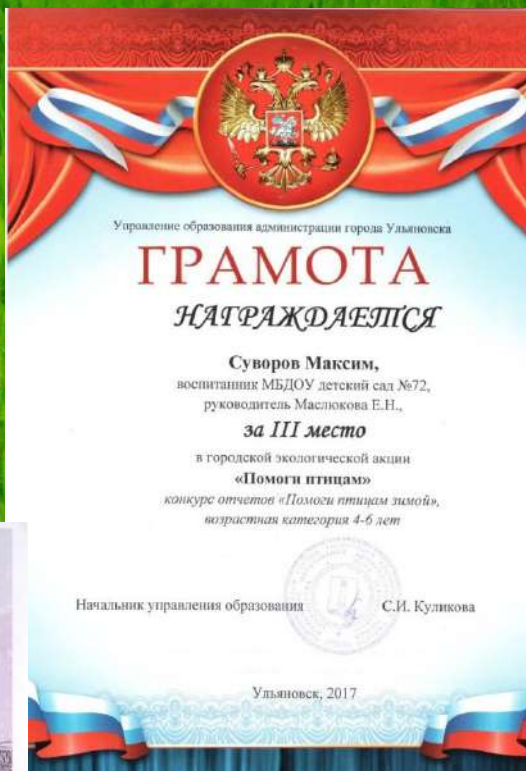 Управление образования администрации города Ульяновска
ГРАМОТА
НАГРАЖДАЕТСЯ
Суворов Максим,
воспитанник МБДОУ детский сад №72,
руководитель Маслюкова Е.Н.,
за III место
в городской экологической акции
«Помоги птицам»
конкурс отчетов «Помоги птицам зимой»,
возрастная категория 4-6 лет
Начальник управления образования С.И. Куликова
Ульяновск, 2017